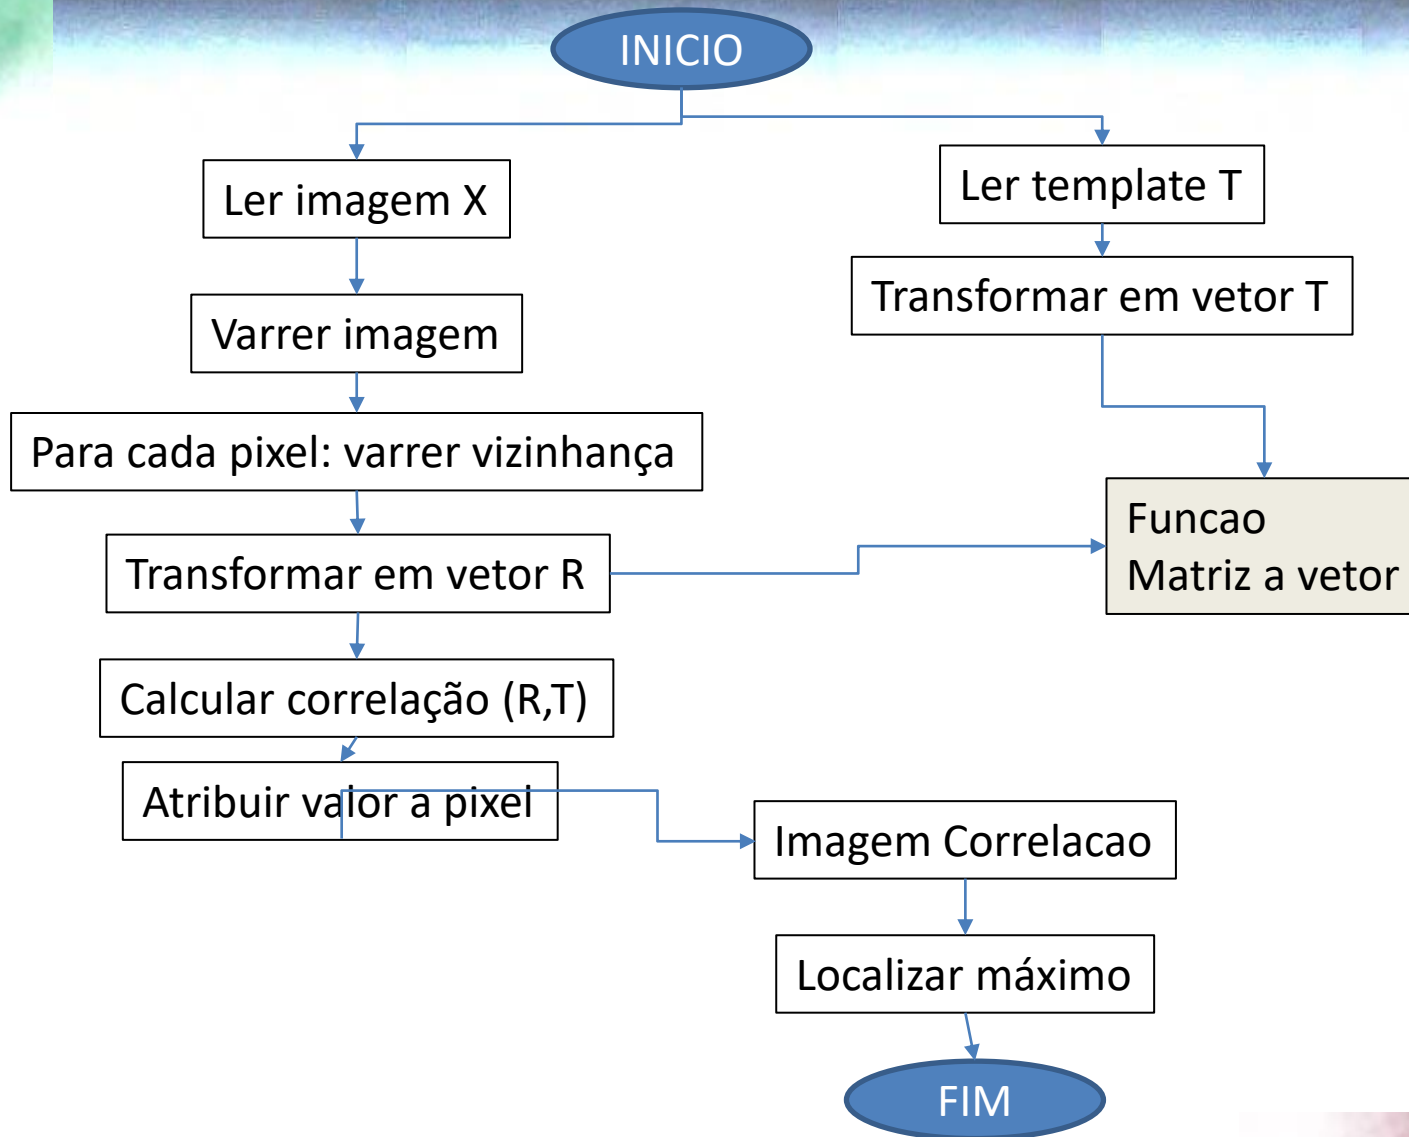 INICIO
Ler imagem X
Varrer imagem
Para cada pixel: varrer vizinhança
Transformar em vetor R
Calcular correlação (R,T)
Atribuir valor a pixel
Ler template T
Transformar em vetor T
Funcao
Matriz a vetor
Imagem Correlacao
Localizar máximo
FIM